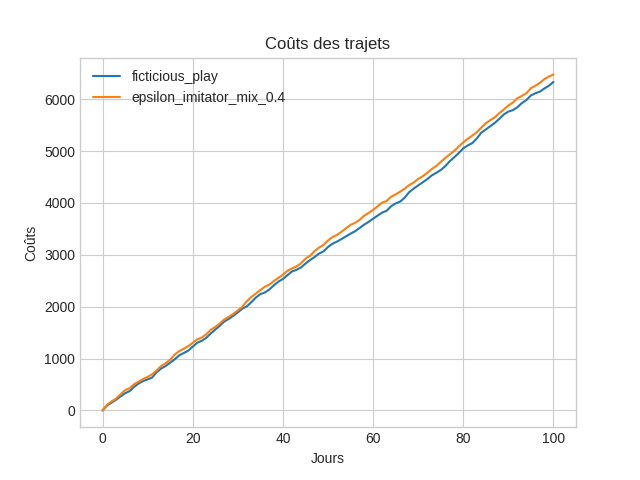 Coûts des trajets
ficticious_play
epsilon_imitator_mix_0.4
Coûts
6000
5000
4000
3000
2000
1000
0
0 20 40 60 80 100
Jours